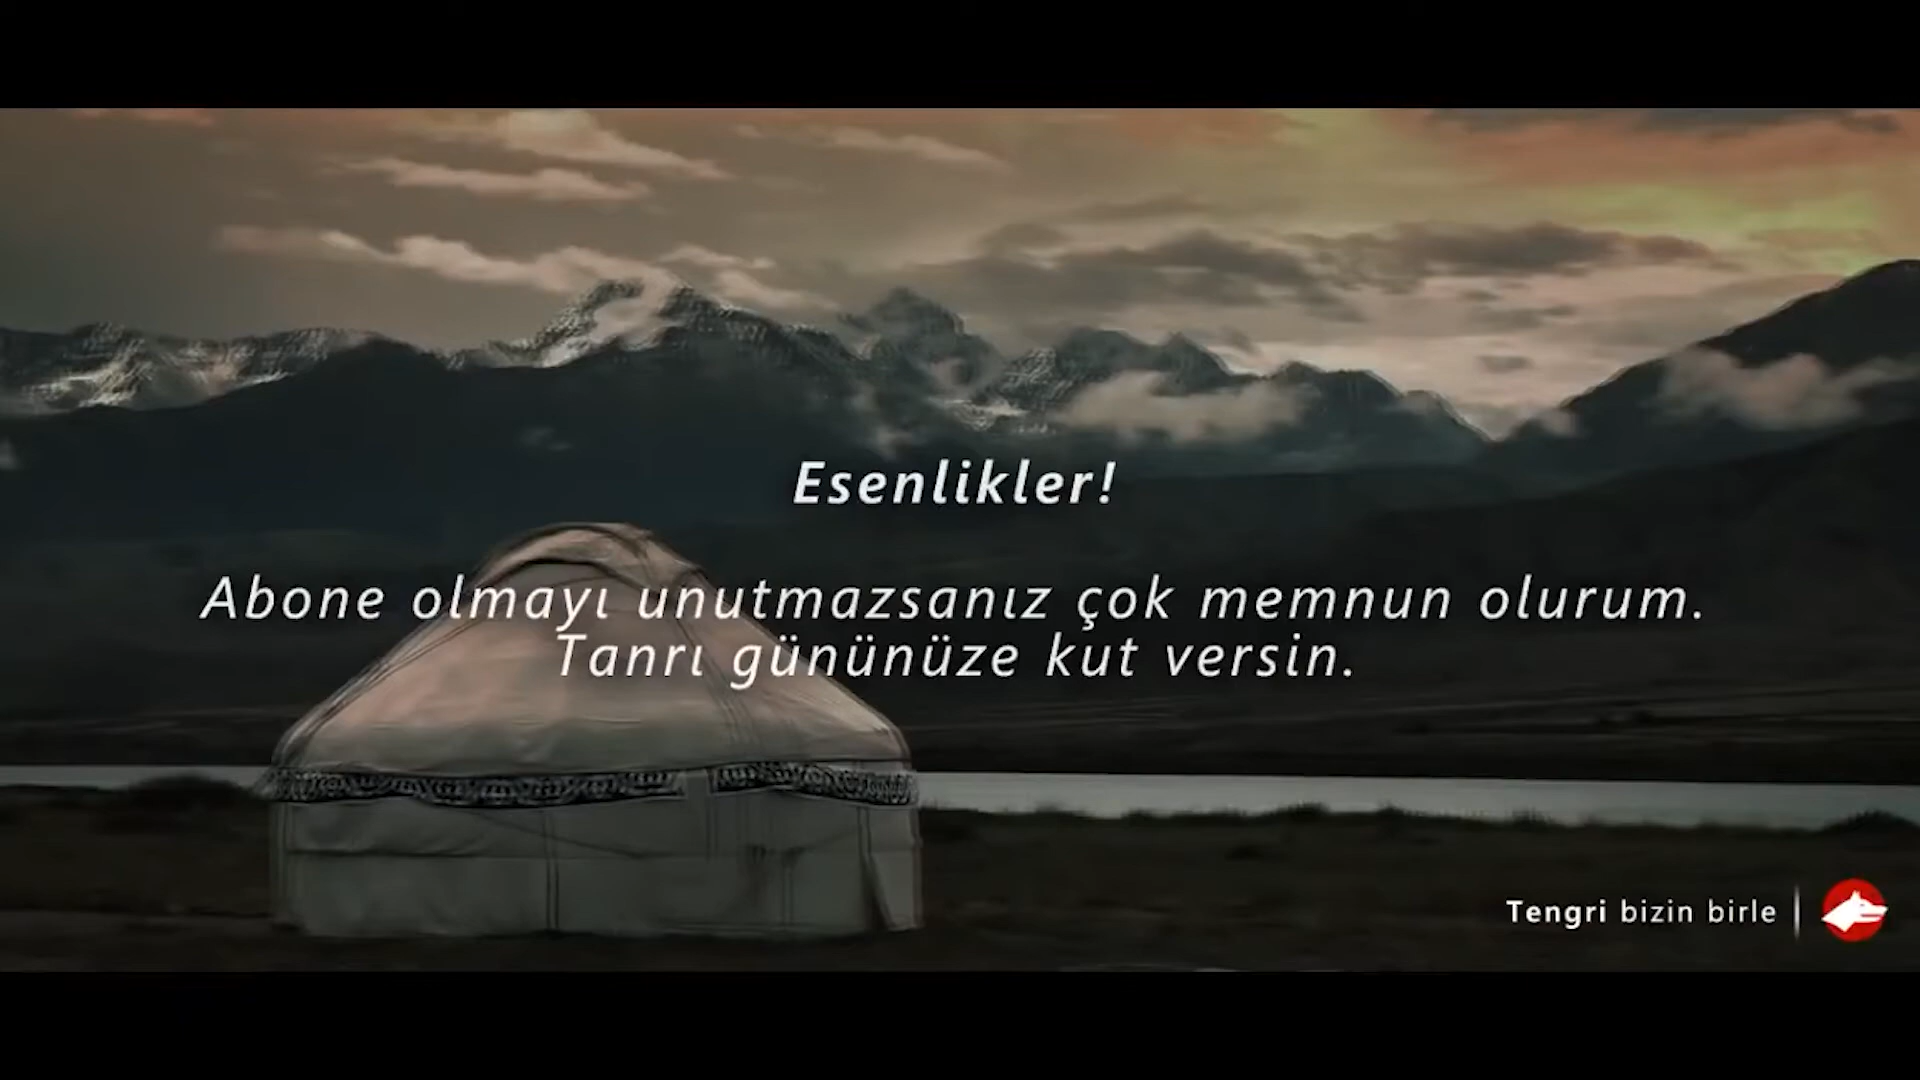 Esenlikler!
Abone olmayı unutmazsanız çok memnun olurum.
Tanrı gününüze kut versin.
Tengri bizin birle